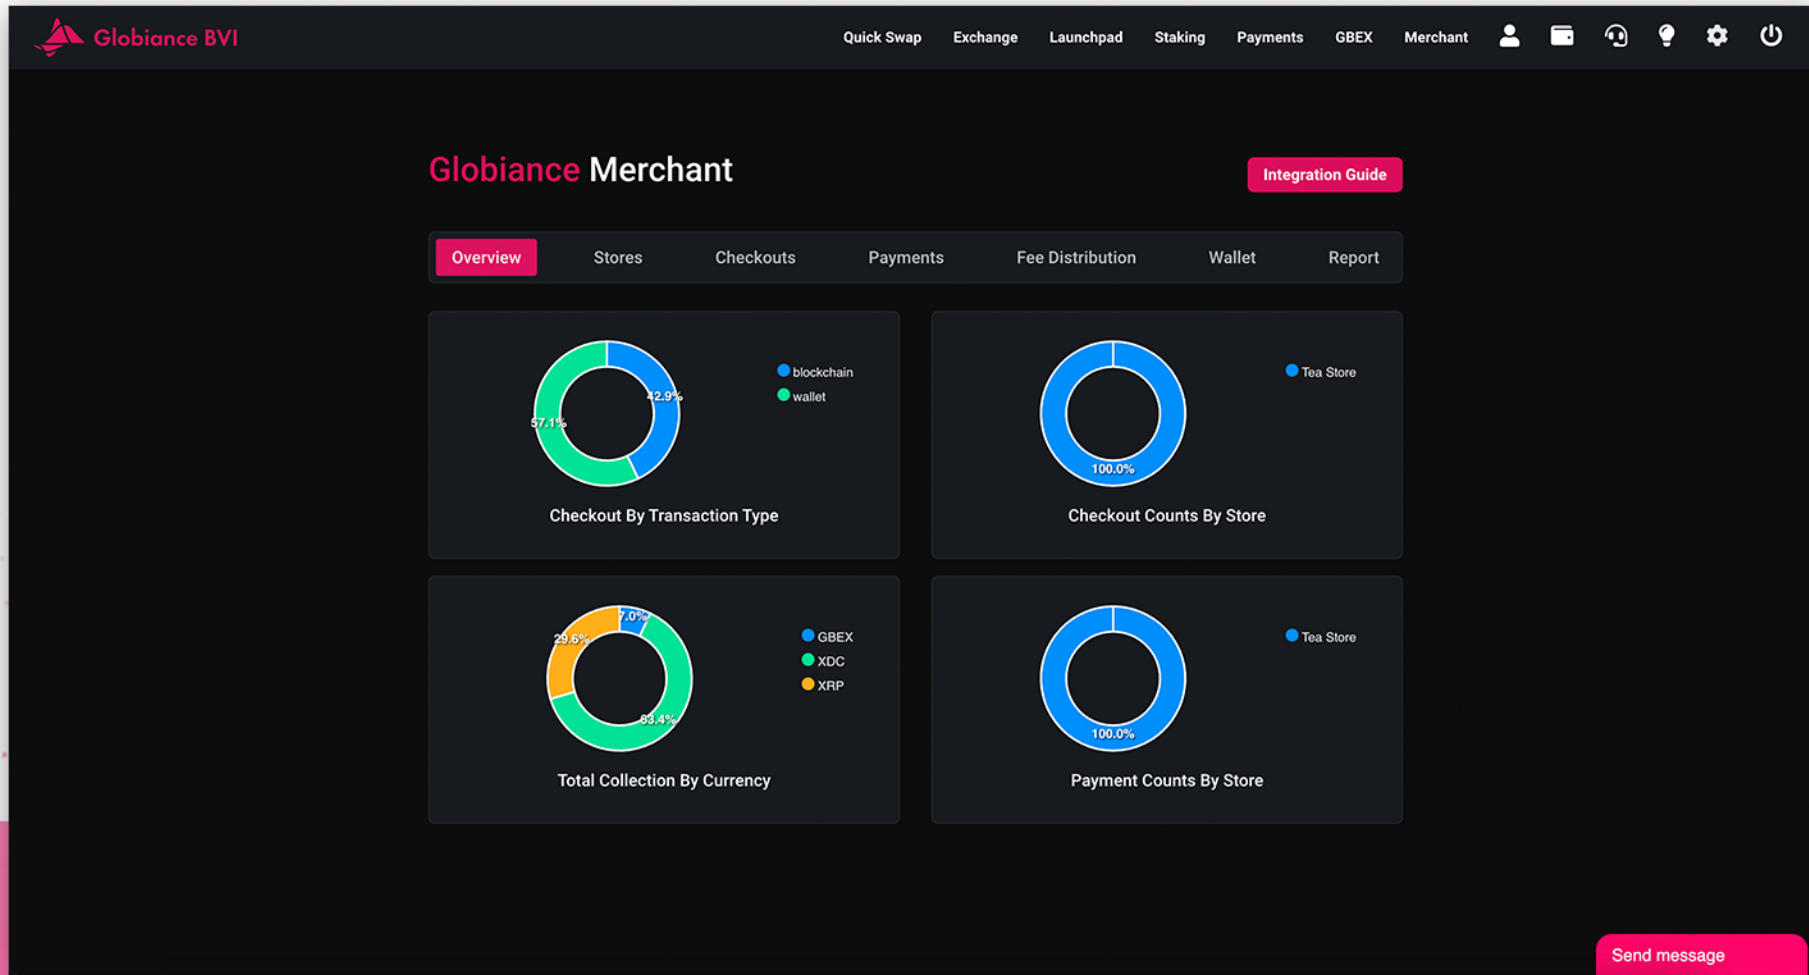 Globiance BVI
Quick Swap Exchange Launchpad Staking Payments GBEX Merchant
Globiance Merchant
Integration Guide
Overview Stores Checkouts Payments Fee Distribution Wallet Report
blockchain
wallet
42.9%
57.1%
Checkout By Transaction Type
Tea Store
100.0%
Checkout Counts By Store
7.0%
29.6%
63.4%
GBEX
XDC
XRP
Total Collection By Currency
Tea Store
100.0%
Payment Counts By Store
Send message